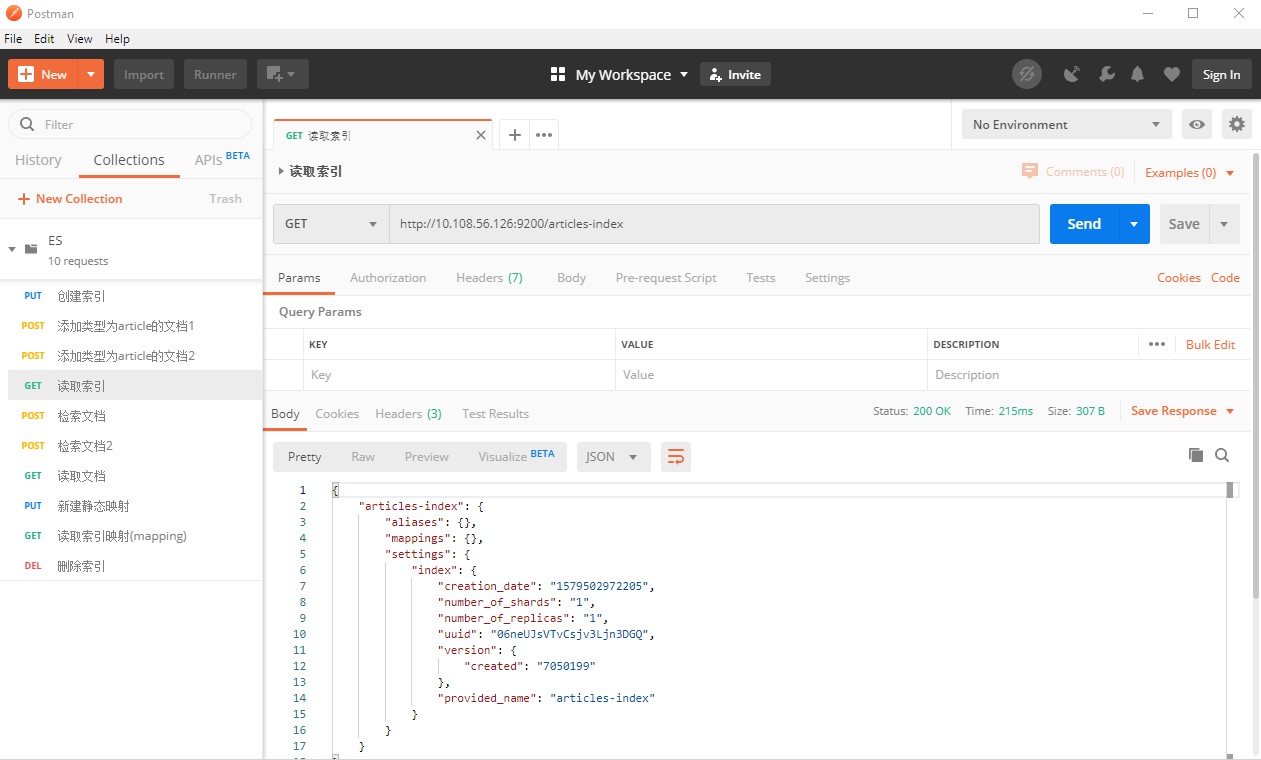 Postman
File Edit View Help
New Import Runner My Workspace Invite Sign In
Filter
History Collections APIs BETA
New Collection Trash
ES
10 requests
PUT 创建索引
POST 添加类型为article的文档1
POST 添加类型为article的文档2
GET 读取索引
POST 检索文档
POST 检索文档2
GET 读取文档
PUT 新建静态映射
GET 读取索引映射(mapping)
DEL 删除索引
GET 读取索引
No Environment
读取索引 Comments (0) Examples (0)
GET http://10.108.56.126:9200/articles-index Send Save
Params Authorization Headers (7) Body Pre-request Script Tests Settings Cookies Code
Query Params
KEY VALUE DESCRIPTION Bulk Edit
Key Value Description
Body Cookies Headers (3) Test Results Status: 200 OK Time: 215ms Size: 307 B Save Response
Pretty Raw Preview Visualize BETA JSON
1 {
2 "articles-index": {
3 "aliases": {},
4 "mappings": {},
5 "settings": {
6 "index": {
7 "creation_date": "1579502972205",
8 "number_of_shards": "1",
9 "number_of_replicas": "1",
10 "uuid": "06neUJsVTvCsjv3Ljn3DGQ",
11 "version": {
12 "created": "7050199"
13 },
14 "provided_name": "articles-index"
15 }
16 }
17 }